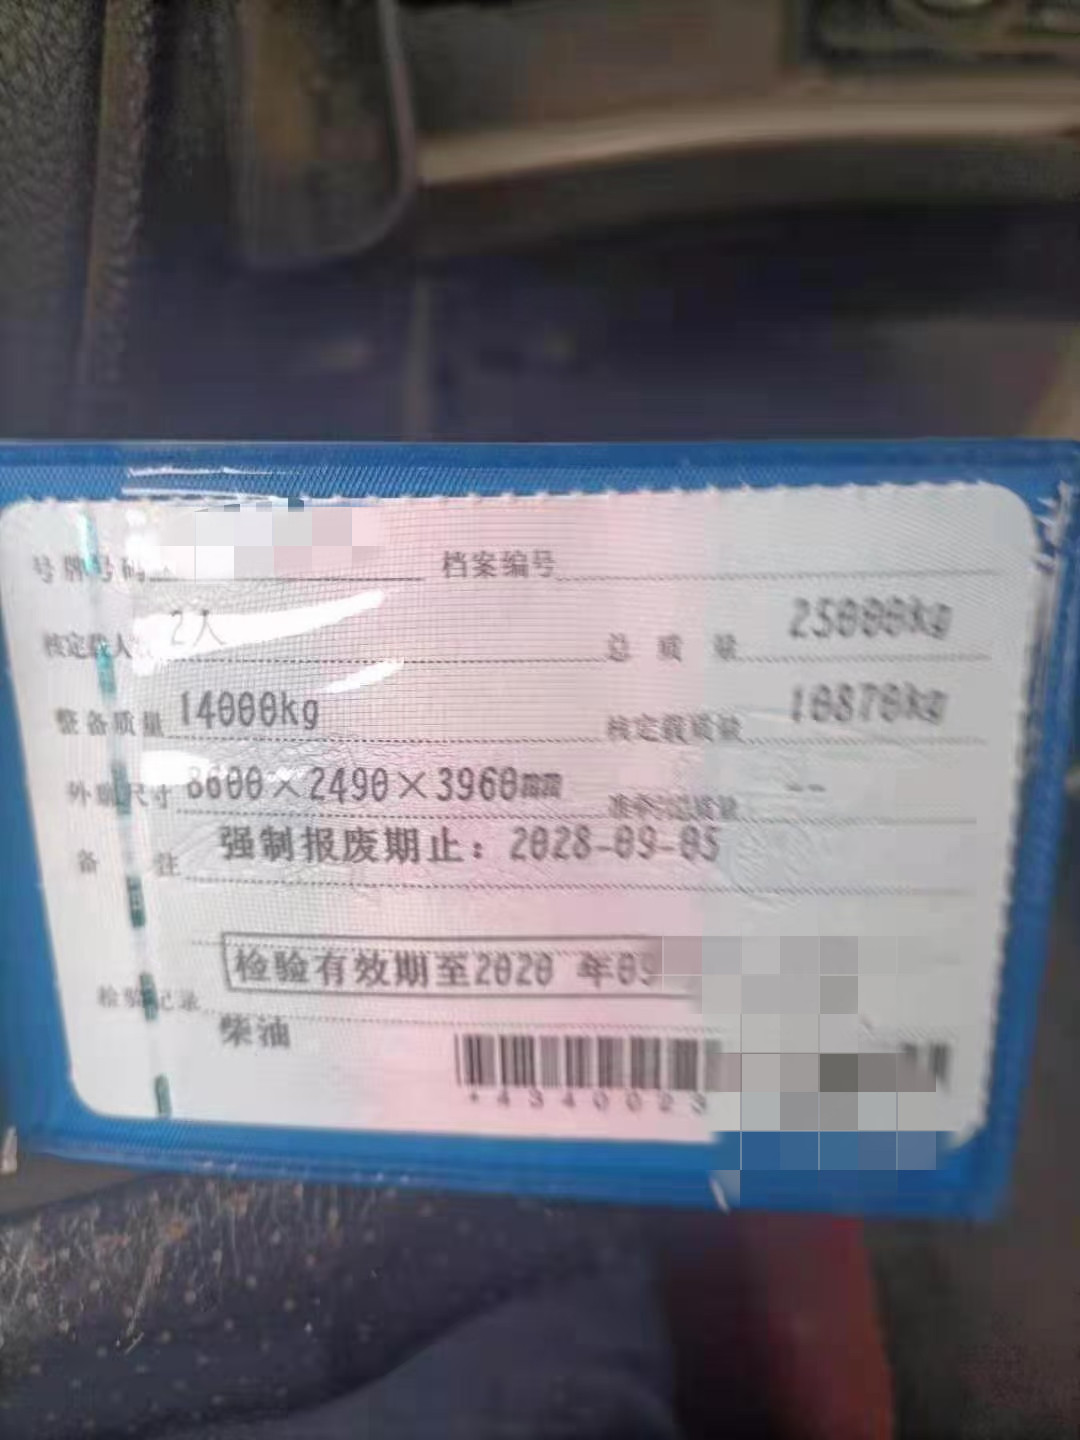 号牌号码 档案编号
核定载人数 2人 总质量 25000kg
整备质量 14000kg 核定载质量 10870kg
外廓尺寸 8600×2490×3960mm 准牵引总质量 --
备注 强制报废期止：2028-09-05
检验有效期至2020 年09
检验记录
柴油
*4340023